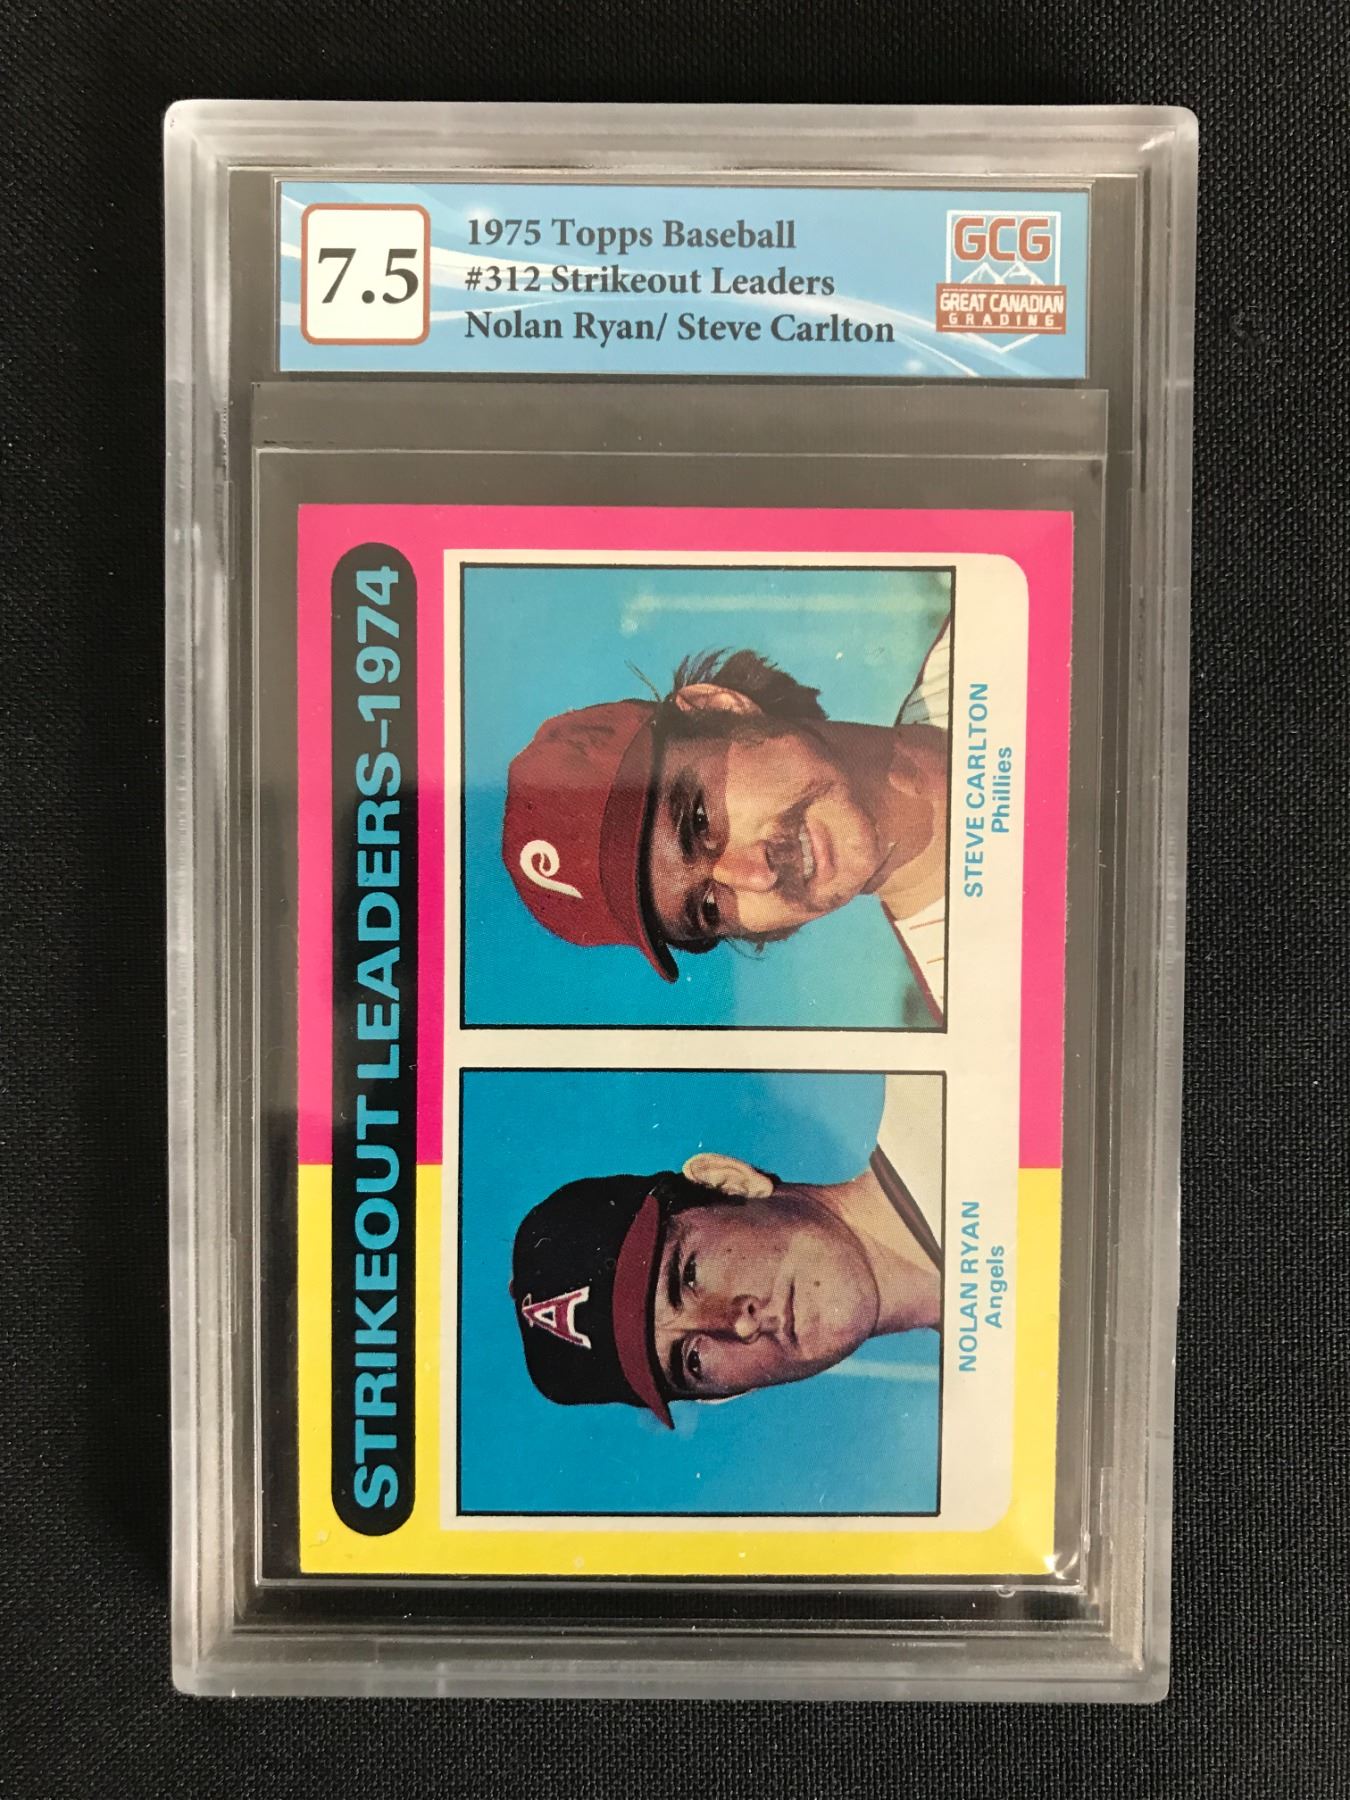 7.5
1975 Topps Baseball
#312 Strikeout Leaders
Nolan Ryan/ Steve Carlton
GCG
GREAT CANADIAN
GRADING
STRIKEOUT LEADERS–1974
P
A
NOLAN RYAN
Angels
STEVE CARLTON
Phillies